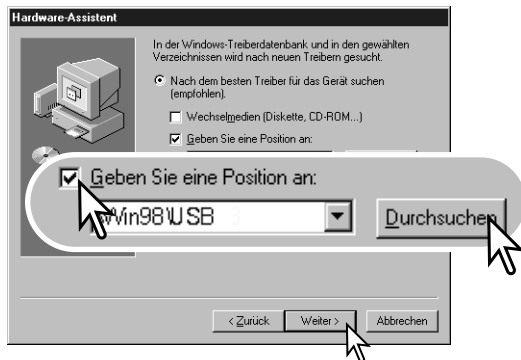 Hardware-Assistent
In der Windows-Treiberdatenbank und in den gewählten
Verzeichnissen wird nach neuen Treibern gesucht.
Nach dem besten Treiber für das Gerät suchen
(empfohlen).
Wechselmedien (Diskette, CD-ROM...)
Geben Sie eine Position an:
Geben Sie eine Position an:
Win98\USB
Durchsuchen
< Zurück
Weiter >
Abbrechen